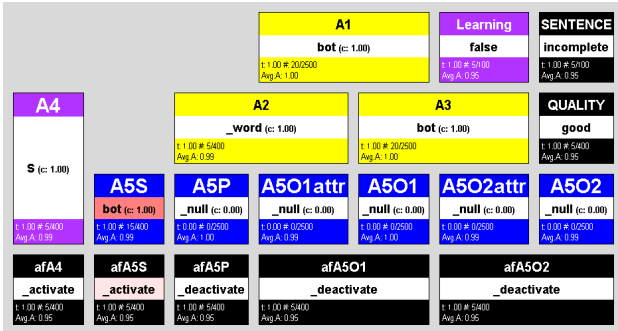 A1 Learning SENTENCE
bot (c: 1.00) false incomplete
t: 1.00 #: 20/2500 t: 1.00 #: 5/100 t: 1.00 #: 5/100
Avg.A: 1.00 Avg.A: 0.95 Avg.A: 0.95
A4 A2 A3 QUALITY
_word (c: 1.00) bot (c: 1.00) good
t: 1.00 #: 5/400 t: 1.00 #: 20/2500 t: 1.00 #: 5/400
Avg.A: 0.99 Avg.A: 1.00 Avg.A: 0.95
S (c: 1.00)
A5S A5P A5O1attr A5O1 A5O2attr A5O2
bot (c: 1.00) _null (c: 0.00) _null (c: 0.00) _null (c: 0.00) _null (c: 0.00) _null (c: 0.00)
t: 1.00 #: 5/400 t: 1.00 #: 15/400 t: 0.00 #: 0/2500 t: 0.00 #: 0/2500 t: 0.00 #: 0/2500 t: 0.00 #: 0/2500 t: 0.00 #: 0/2500
Avg.A: 0.99 Avg.A: 0.99 Avg.A: 1.00 Avg.A: 0.99 Avg.A: 1.00 Avg.A: 0.99 Avg.A: 0.99
afA4 afA5S afA5P afA5O1 afA5O2
_activate _activate _deactivate _deactivate _deactivate
t: 1.00 #: 5/400 t: 1.00 #: 5/400 t: 1.00 #: 5/400 t: 1.00 #: 5/400 t: 1.00 #: 5/400
Avg.A: 0.95 Avg.A: 0.95 Avg.A: 0.95 Avg.A: 0.95 Avg.A: 0.95